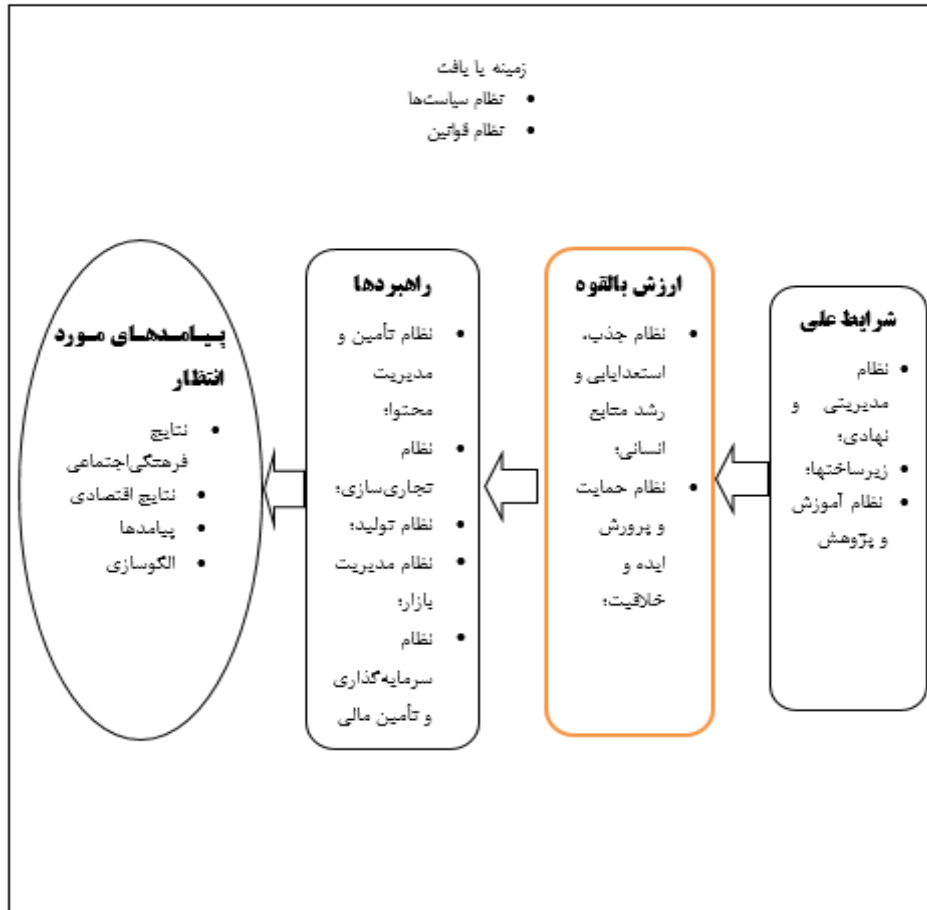 زمینه یا بافت
• نظام سیاست‌ها
• نظام قوانین
شرایط علی
• نظام
مدیریتی و
نهادی؛
• زیرساختها؛
• نظام آموزش
و پژوهش
ارزش بالقوه
• نظام جذب،
استعدایابی و
رشد منابع
انسانی؛
• نظام حمایت
و پرورش
ایده و
خلاقیت؛
راهبردها
• نظام تأمین و
مدیریت
محتوا؛
• نظام
تجاری‌سازی؛
• نظام تولید؛
• نظام مدیریت
بازار؛
• نظام
سرمایه‌گذاری
و تأمین مالی
پیامدهای مورد
انتظار
• نتایج
فرهنگی‌اجتماعی
• نتایج اقتصادی
• پیامدها
• الگوسازی